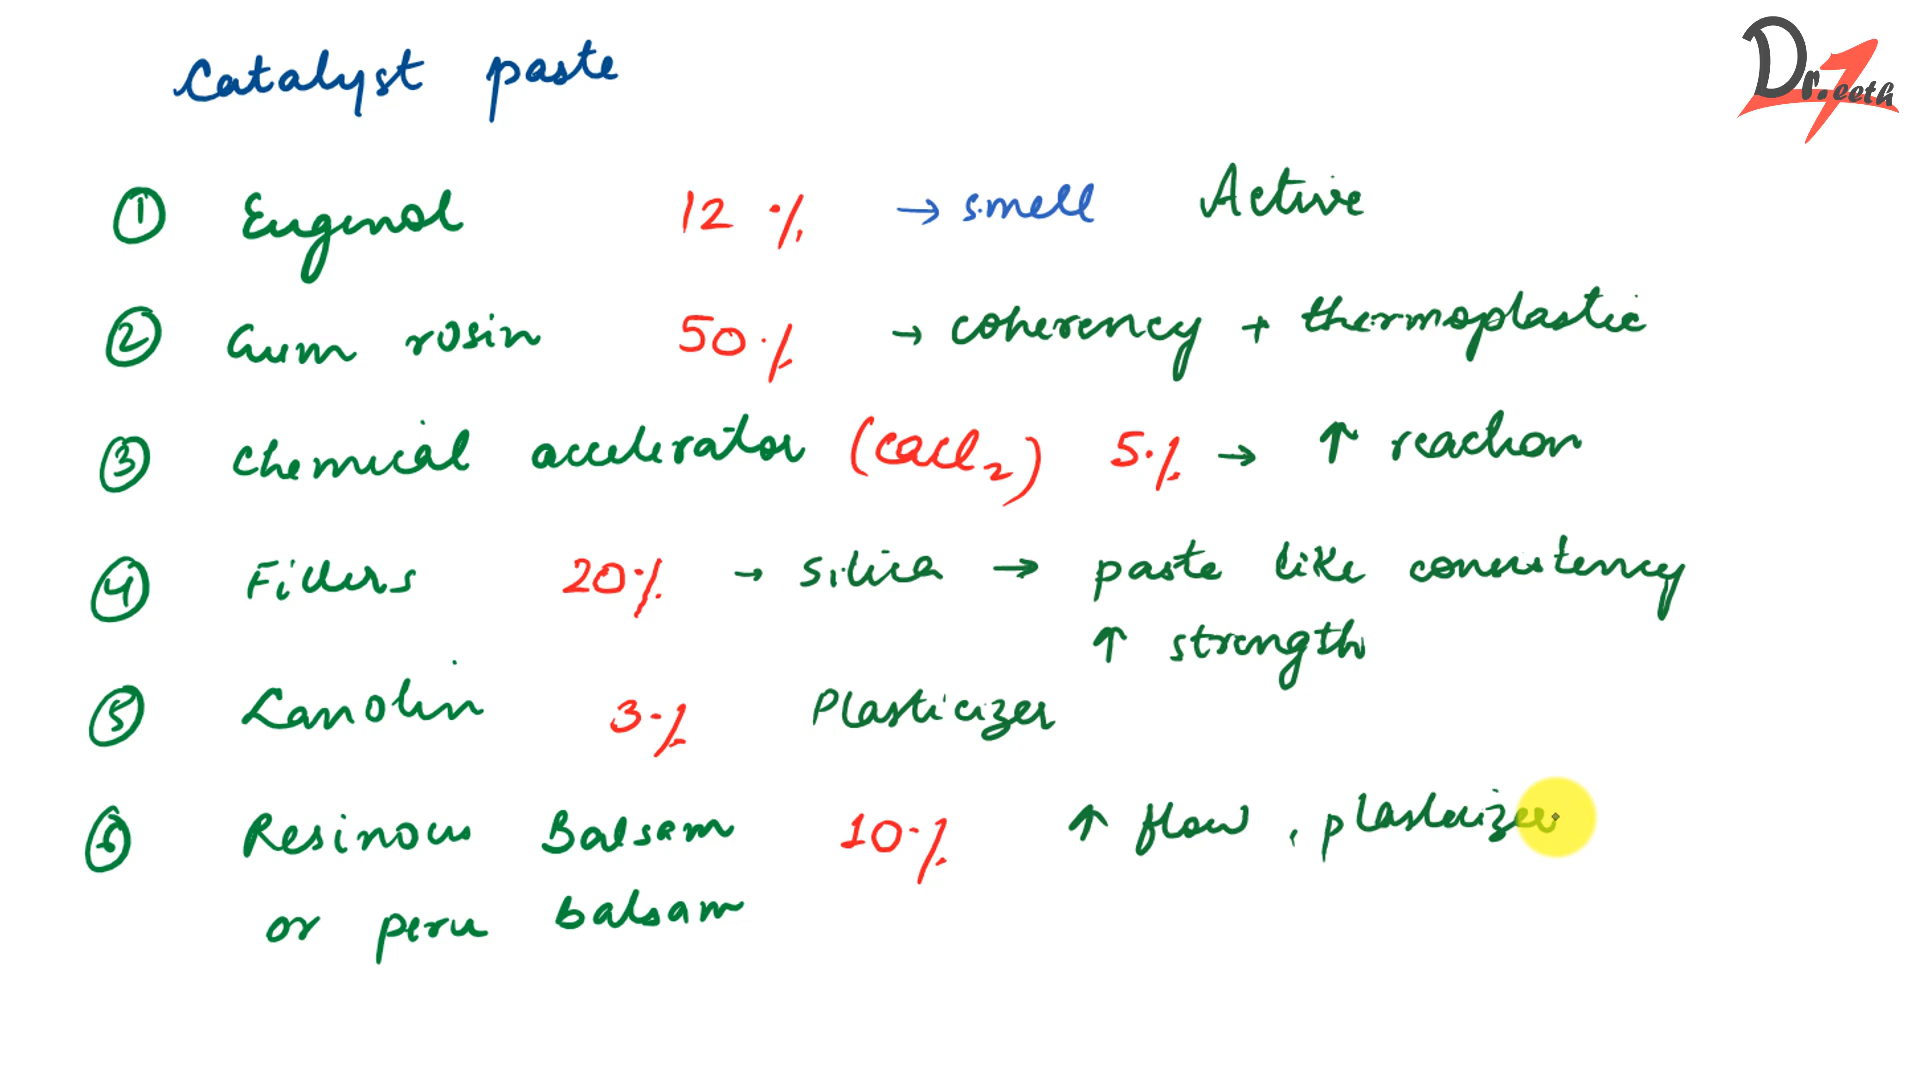 Catalyst paste
Dr.eeth
① Eugenol 12 % → smell Active
② Gum rosin 50 % → coherency + thermoplastic
③ Chemical accelerator (CaCl₂) 5 % → ↑ reaction
④ Fillers 20 % → silica → paste like consistency
↑ strength
⑤ Lanolin 3 % Plasticizer
⑥ Resinous Balsam 10 % ↑ flow , plasticizer
or peru balsam